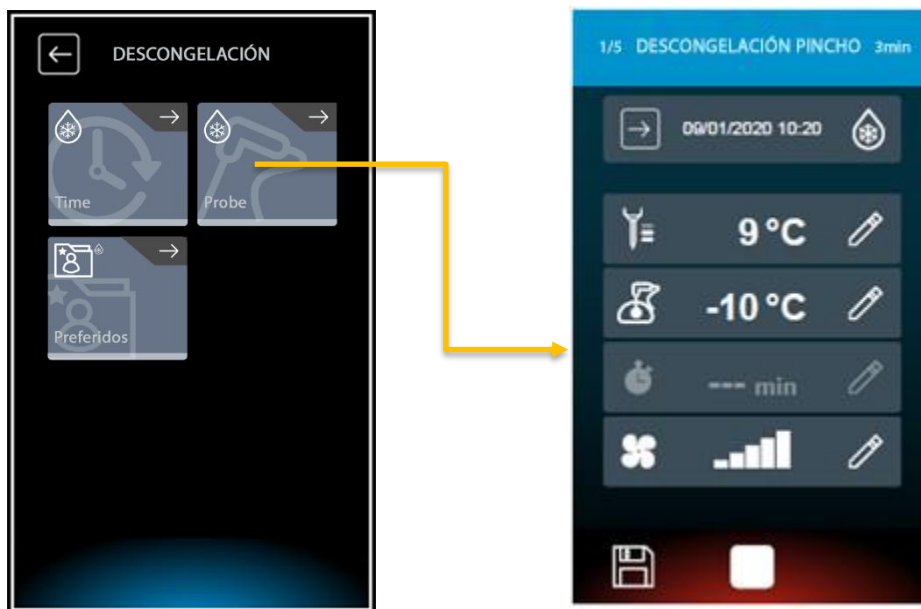 DESCONGELACIÓN
Time
Probe
Preferidos
1/5 DESCONGELACIÓN PINCHO 3min
09/01/2020 10:20
9 °C
-10 °C
--- min